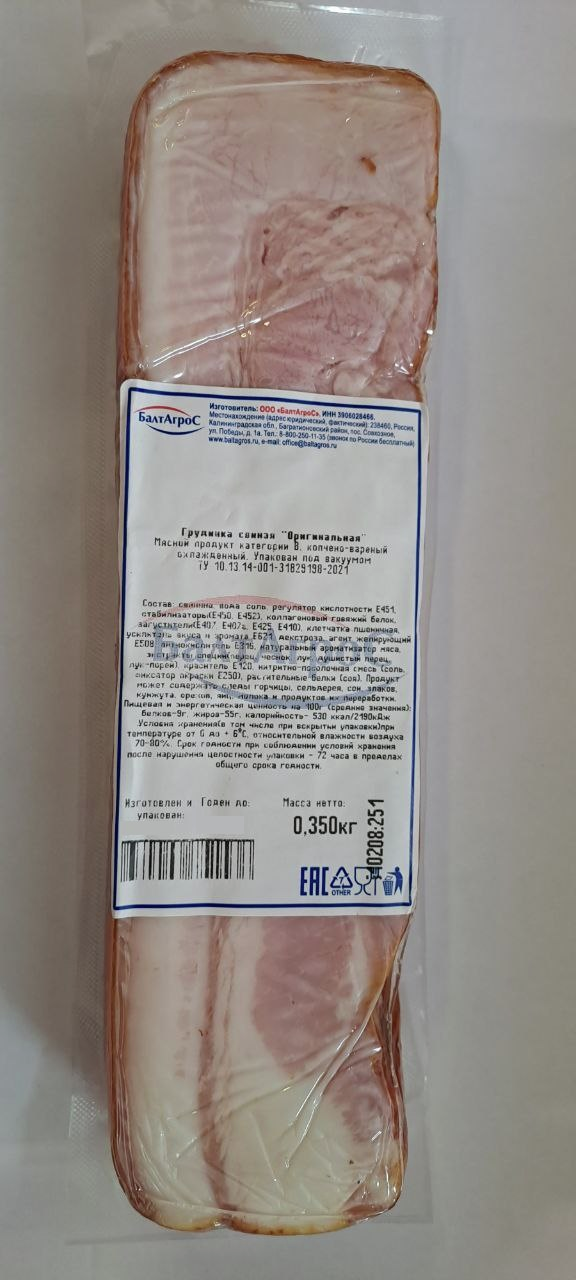 БалтАгроС
Изготовитель: ООО «БалтАгроС», ИНН 3906028466.
Местонахождение (адрес юридический, фактический): 238460, Россия,
Калининградская обл., Багратионовский район, пос. Совхозное,
ул. Победы, д. 1а. Тел.: 8-800-250-11-35 (звонок по России бесплатный)
www.baltagros.ru, e-mail: office@baltagros.ru
Грудинка свиная "Оригинальная"
Мясной продукт категории В, копчено-вареный
охлажденный. Упакован под вакуумом
ТУ 10.13.14-001-31829198-2021
Состав: свинина, вода, соль, регулятор кислотности Е451,
стабилизаторы(Е450, Е452), коллагеновый говяжий белок,
загустители(Е407, Е407а, Е425, Е410), клетчатка пшеничная,
усилитель вкуса и аромата Е621, декстроза, агент желирующий
Е508, антиокислитель Е316, натуральный ароматизатор мяса,
чеснок, лук, перец,
лук-порей), краситель Е120, нитритно-посолочная смесь (соль,
фиксатор окраски Е250), растительные белки (соя). Продукт
может содержать следы горчицы, сельдерея, сои, злаков,
кунжута, орехов, яиц, молока и продуктов их переработки.
Пищевая и энергетическая ценность на 100г (средние значения):
белков-9г, жиров-55г, калорийность- 530 ккал/2190кДж
Условия хранения(в том числе при вскрытии упаковки)при
температуре от 0 до + 6°С, относительной влажности воздуха
70-80%. Срок годности при соблюдении условий хранения
после нарушения целостности упаковки - 72 часа в пределах
общего срока годности.
БалтАгроС
Изготовлен и Годен до:
упакован:
Масса нетто:
0,350кг
10208:251
EAC
7
OTHER